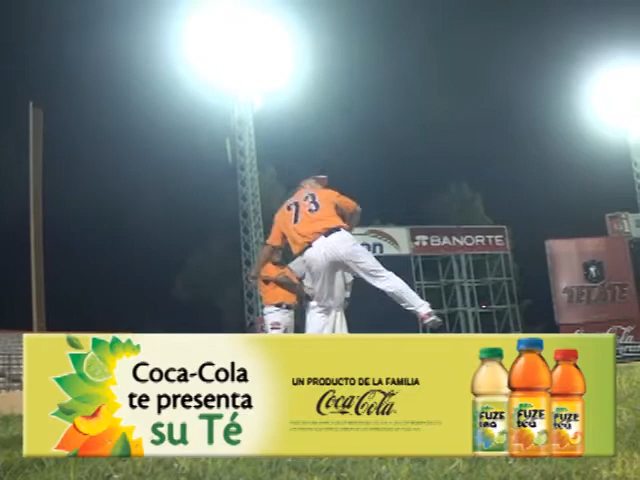 73
BANORTE
TECATE
Coca-Cola
te presenta
su Té
UN PRODUCTO DE LA FAMILIA
Coca-Cola
FUZE
tea
FUZE
tea
FUZE
tea